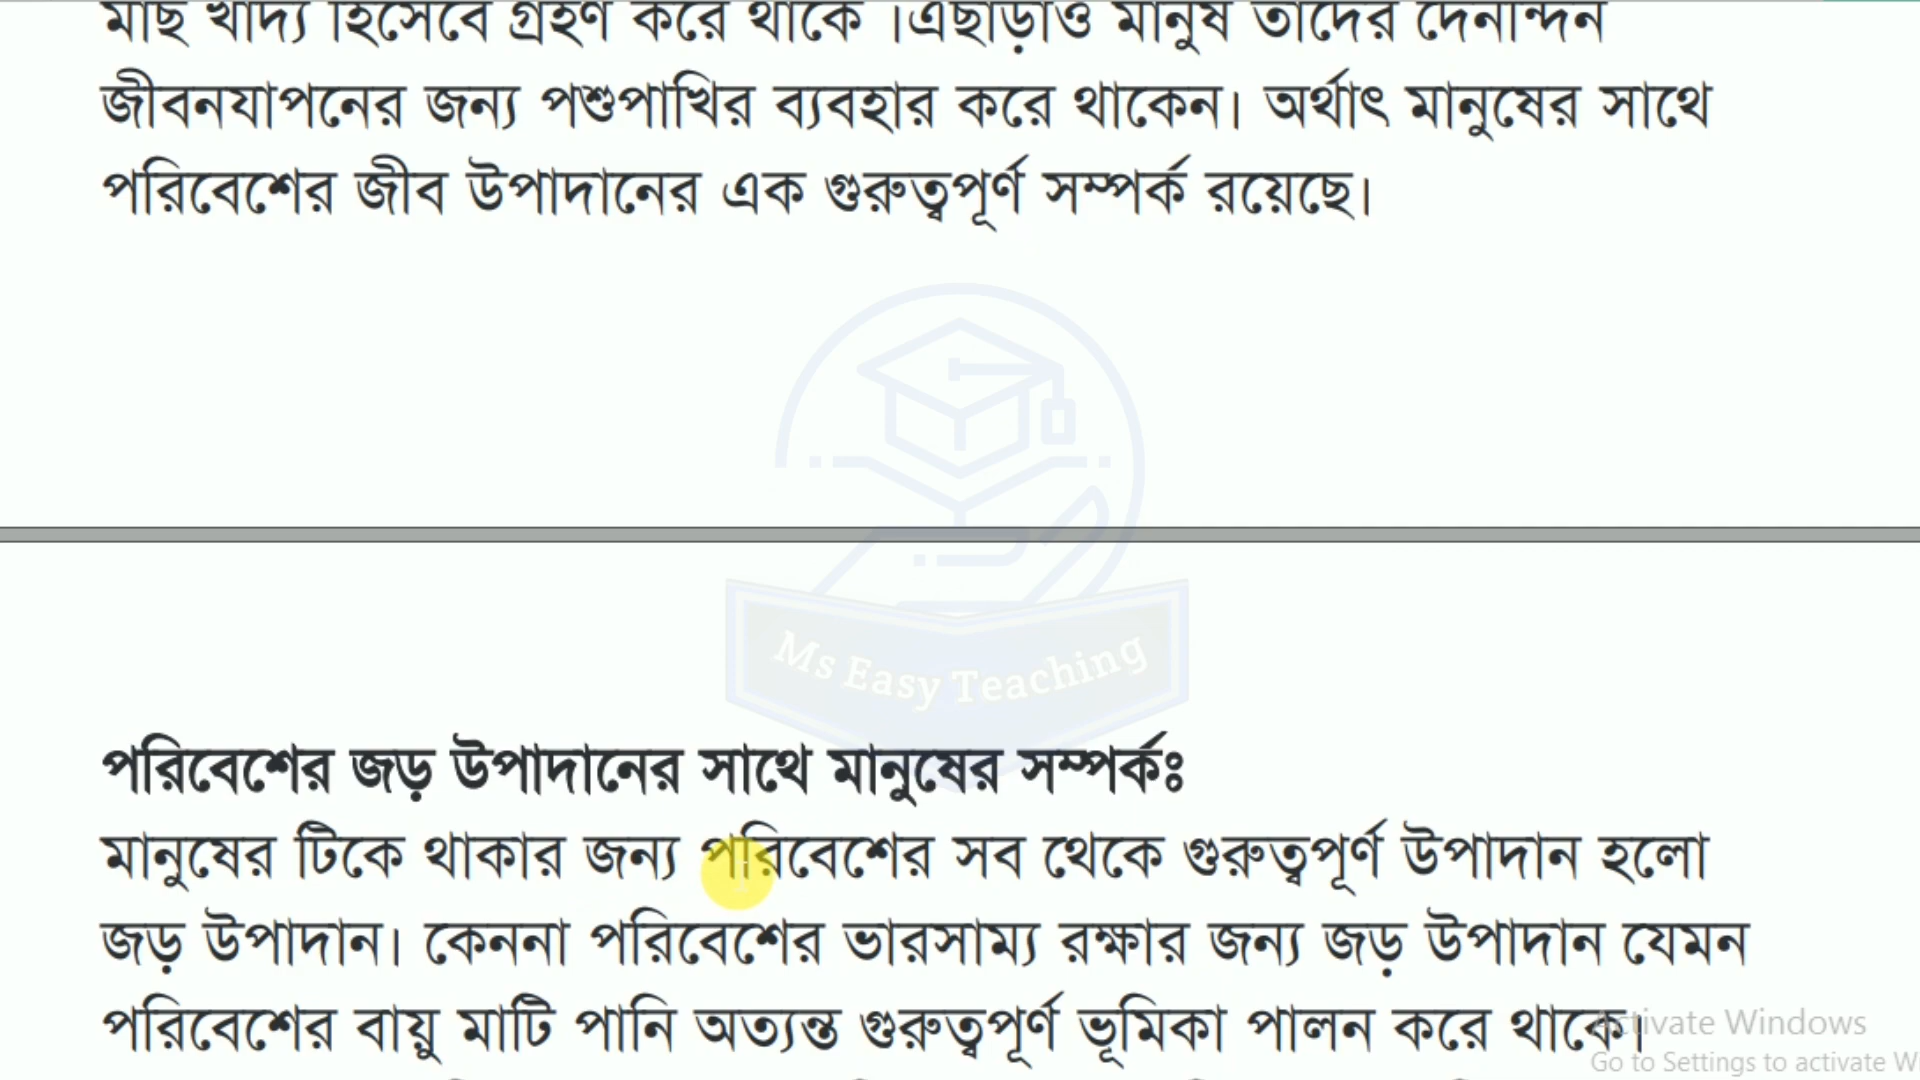 মাছ খাদ্য হিসেবে গ্রহণ করে থাকে ।এছাড়াও মানুষ তাদের দৈনন্দিন
জীবনযাপনের জন্য পশুপাখির ব্যবহার করে থাকেন। অর্থাৎ মানুষের সাথে
পরিবেশের জীব উপাদানের এক গুরুত্বপূর্ণ সম্পর্ক রয়েছে।
Ms Easy Teaching
পরিবেশের জড় উপাদানের সাথে মানুষের সম্পর্কঃ
মানুষের টিকে থাকার জন্য পরিবেশের সব থেকে গুরুত্বপূর্ণ উপাদান হলো
জড় উপাদান। কেননা পরিবেশের ভারসাম্য রক্ষার জন্য জড় উপাদান যেমন
পরিবেশের বায়ু মাটি পানি অত্যন্ত গুরুত্বপূর্ণ ভূমিকা পালন করে থাকে।
Activate Windows
Go to Settings to activate W